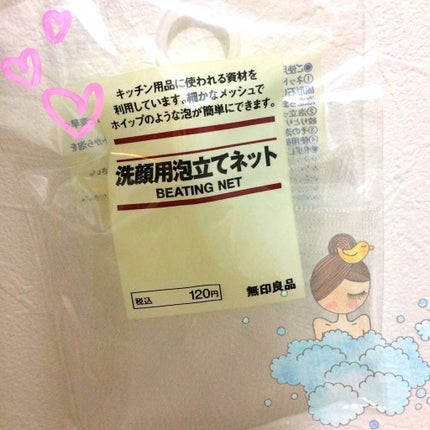 キッチン用品に使われる資材を
利用しています。細かなメッシュで
ホイップのような泡が簡単にできます。
洗顔用泡立てネット
BEATING NET
税込 120円
無印良品